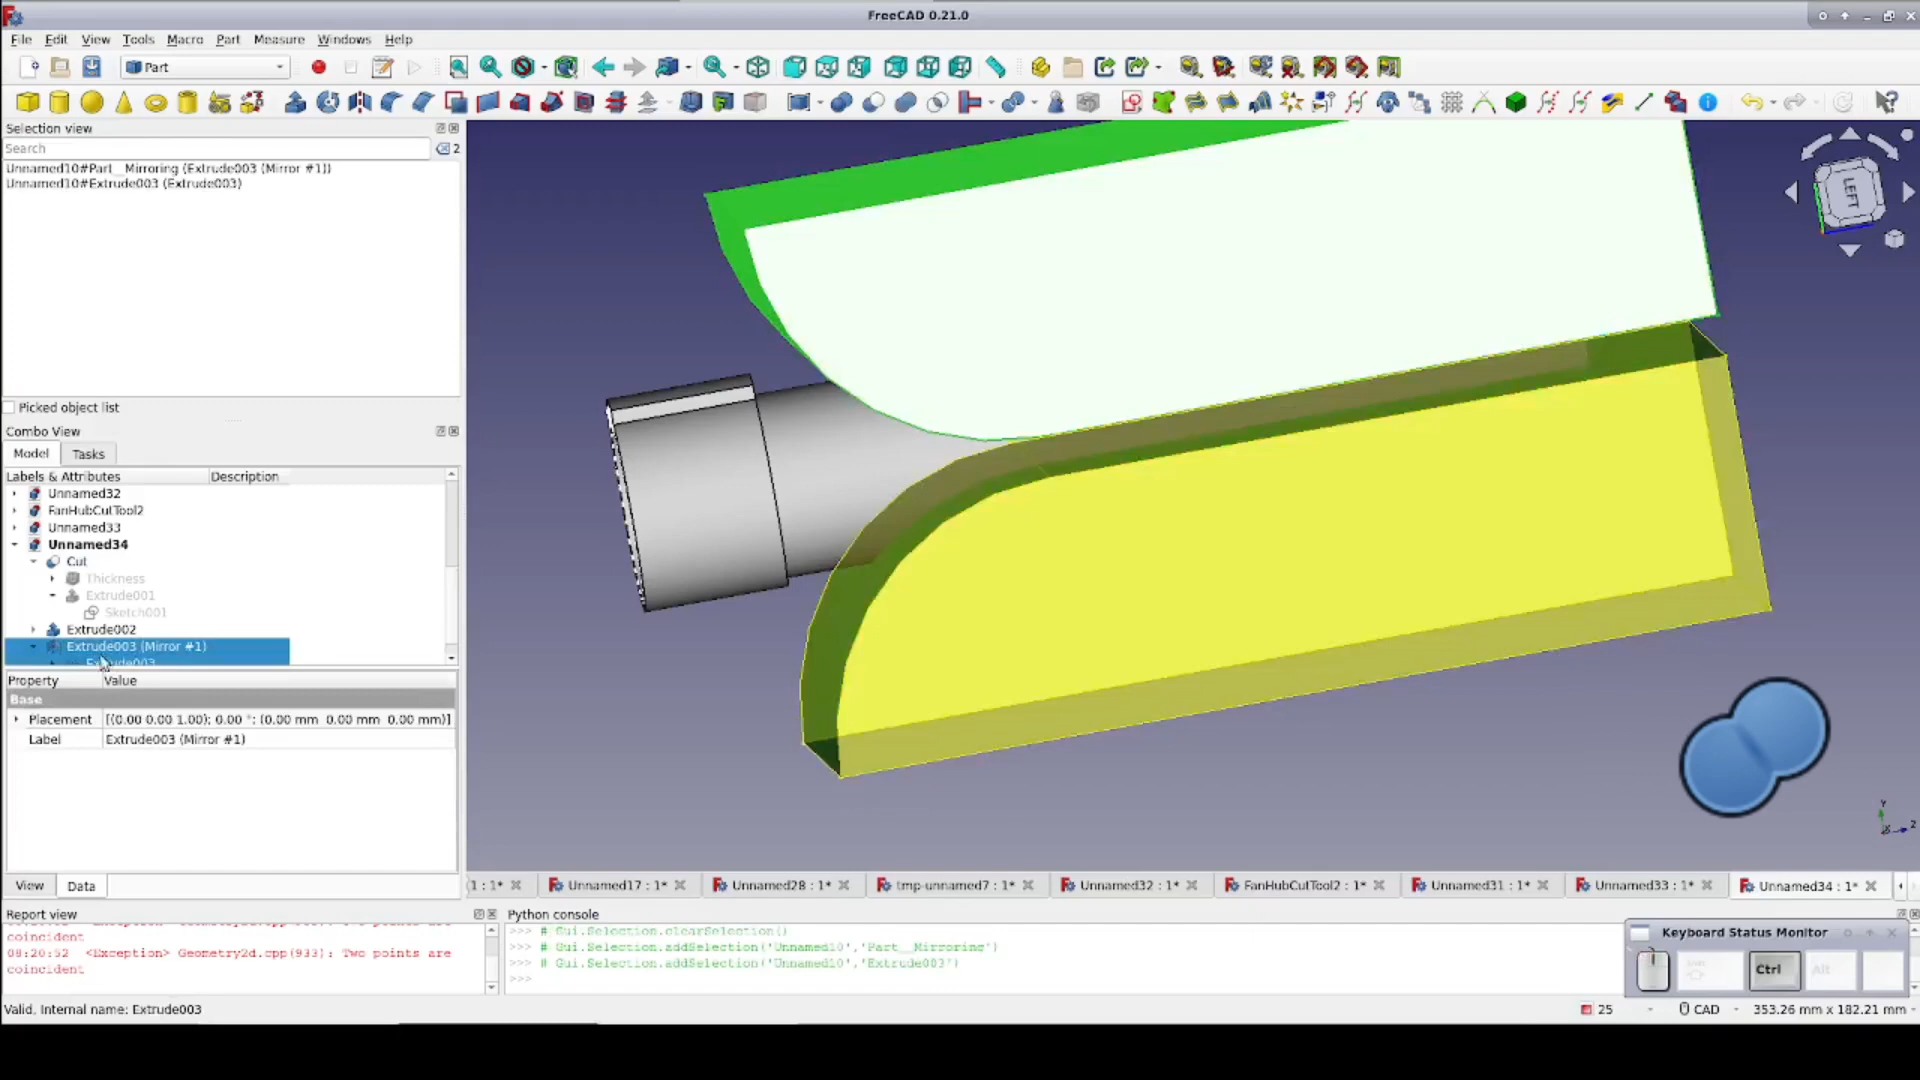 FreeCAD 0.21.0
File Edit View Tools Macro Part Measure Windows Help
Part
Selection view
Search
2
Unnamed10#Part__Mirroring (Extrude003 (Mirror #1))
Unnamed10#Extrude003 (Extrude003)
LEFT
Picked object list
Combo View
Model Tasks
Labels & Attributes Description
Unnamed32
FanHubCutTool2
Unnamed33
Unnamed34
Cut
Thickness
Extrude001
Sketch001
Extrude002
Extrude003 (Mirror #1)
Extrude003
Property Value
Base
Placement [(0.00 0.00 1.00); 0.00 °; (0.00 mm 0.00 mm 0.00 mm)]
Label Extrude003 (Mirror #1)
Y
Z
View Data
1 : 1* Unnamed17 : 1* Unnamed28 : 1* tmp-unnamed7 : 1* Unnamed32 : 1* FanHubCutTool2 : 1* Unnamed31 : 1* Unnamed33 : 1* Unnamed34 : 1*
Report view
coincident
08:20:52 <Exception> Geometry2d.cpp(933): Two points are
coincident
Python console
>>> # Gui.Selection.clearSelection()
>>> # Gui.Selection.addSelection('Unnamed10','Part__Mirroring')
>>> # Gui.Selection.addSelection('Unnamed10','Extrude003')
>>>
Keyboard Status Monitor
Ctrl Alt
Valid, Internal name: Extrude003
25 CAD 353.26 mm x 182.21 mm